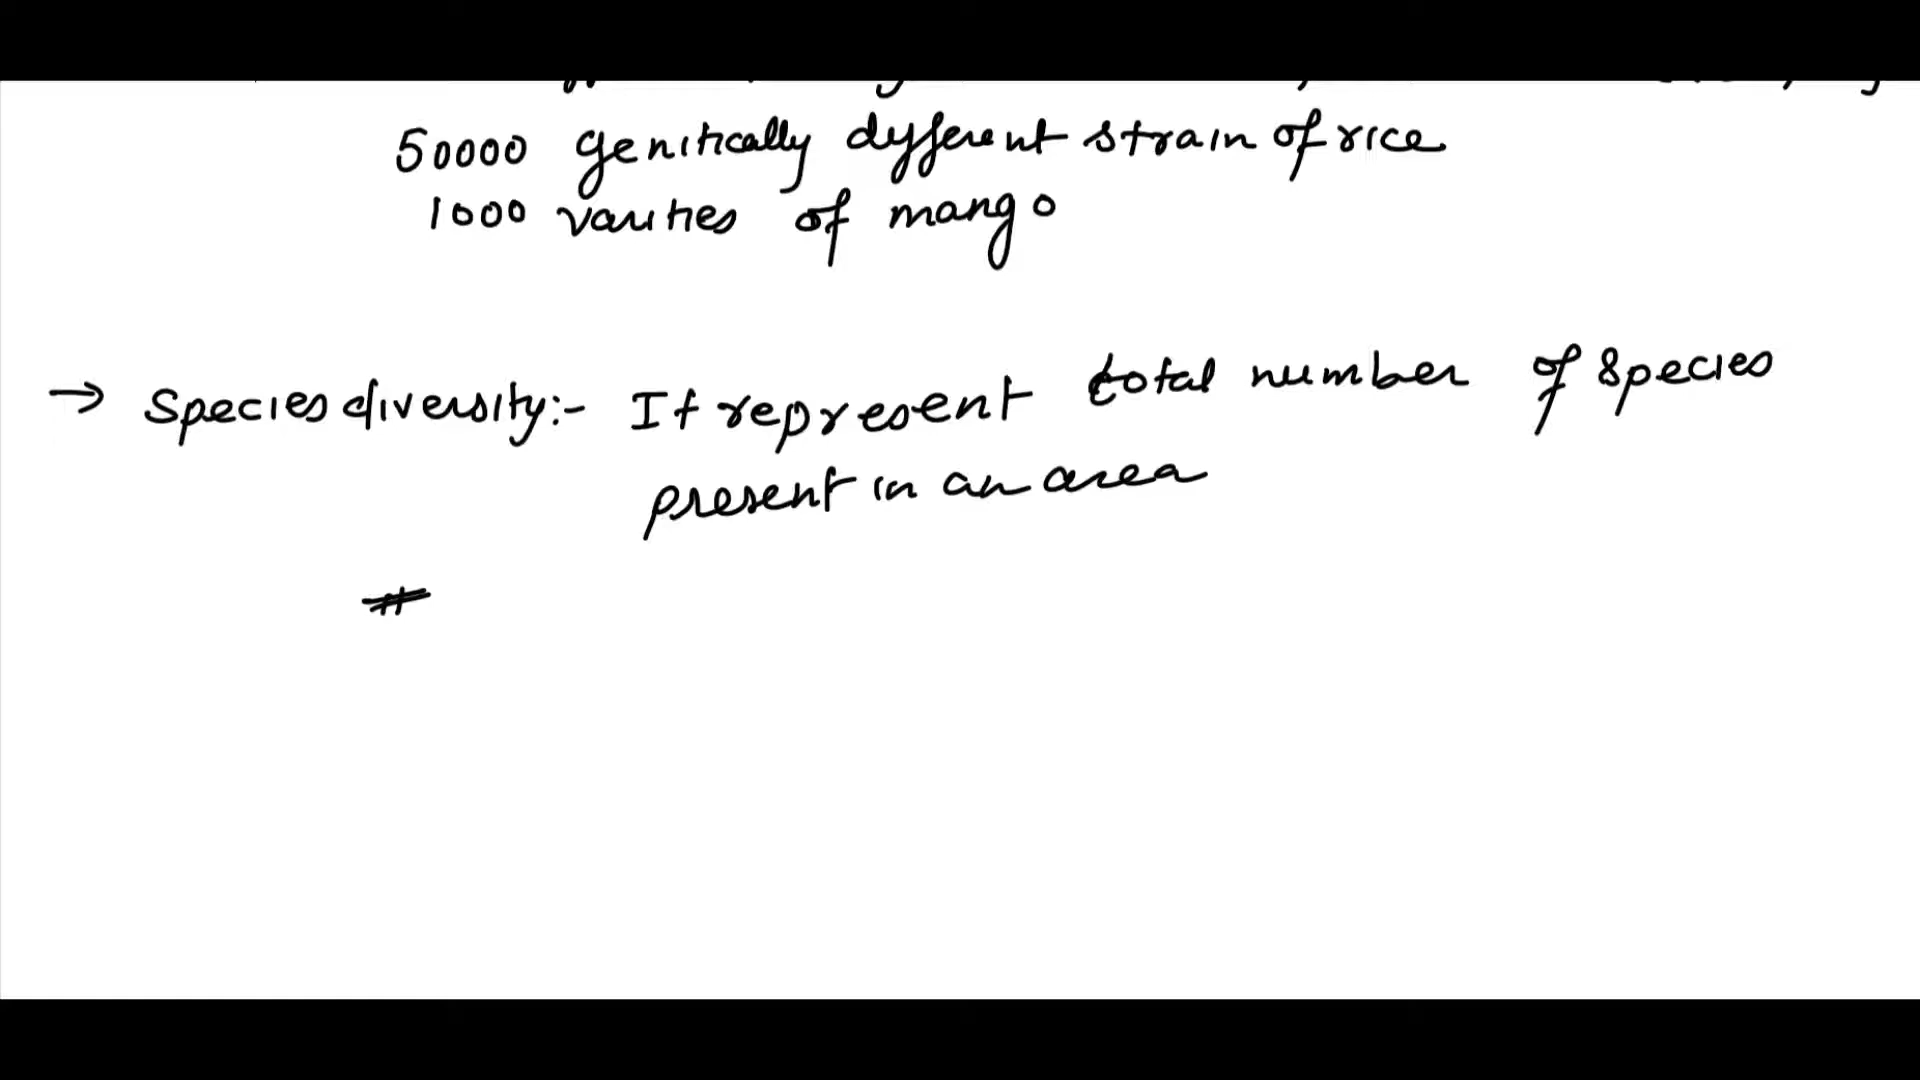 50000 genitically dyfferent strain of rice
1000 varities of mango
→ Species diversity:- It represent total number of species
present in an area